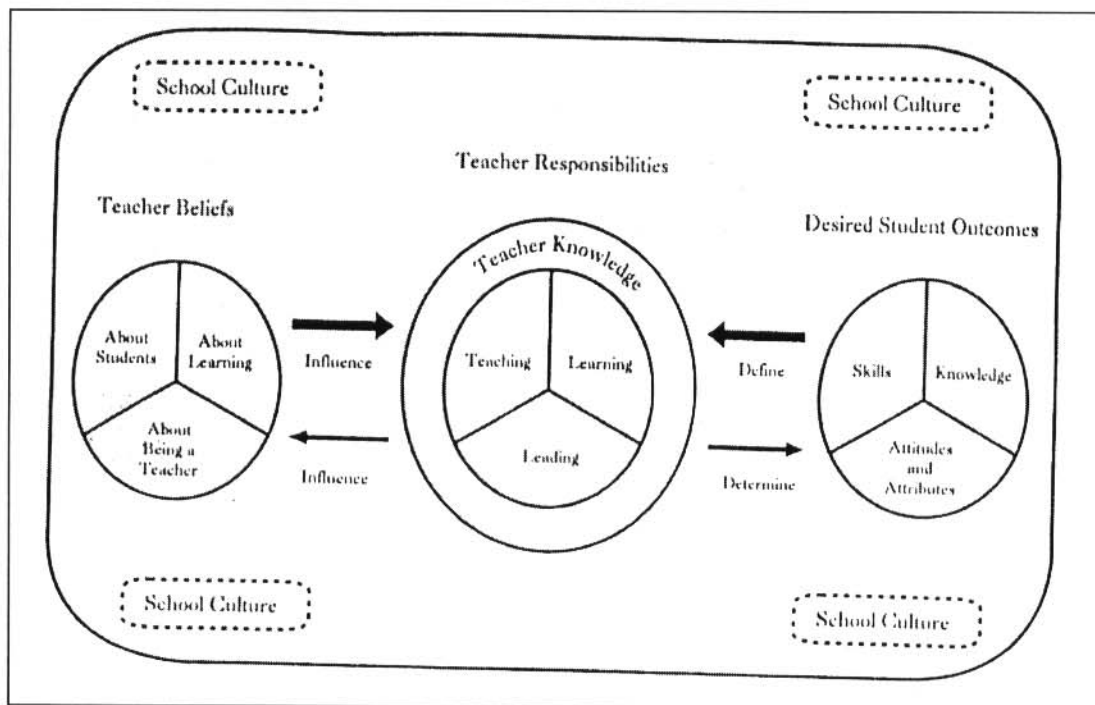 School Culture
School Culture
Teacher Responsibilities
Teacher Beliefs
Desired Student Outcomes
Teacher Knowledge
About
Students
About
Learning
About
Being a
Teacher
Influence
Influence
Teaching
Learning
Leading
Define
Determine
Skills
Knowledge
Attitudes
and
Attributes
School Culture
School Culture